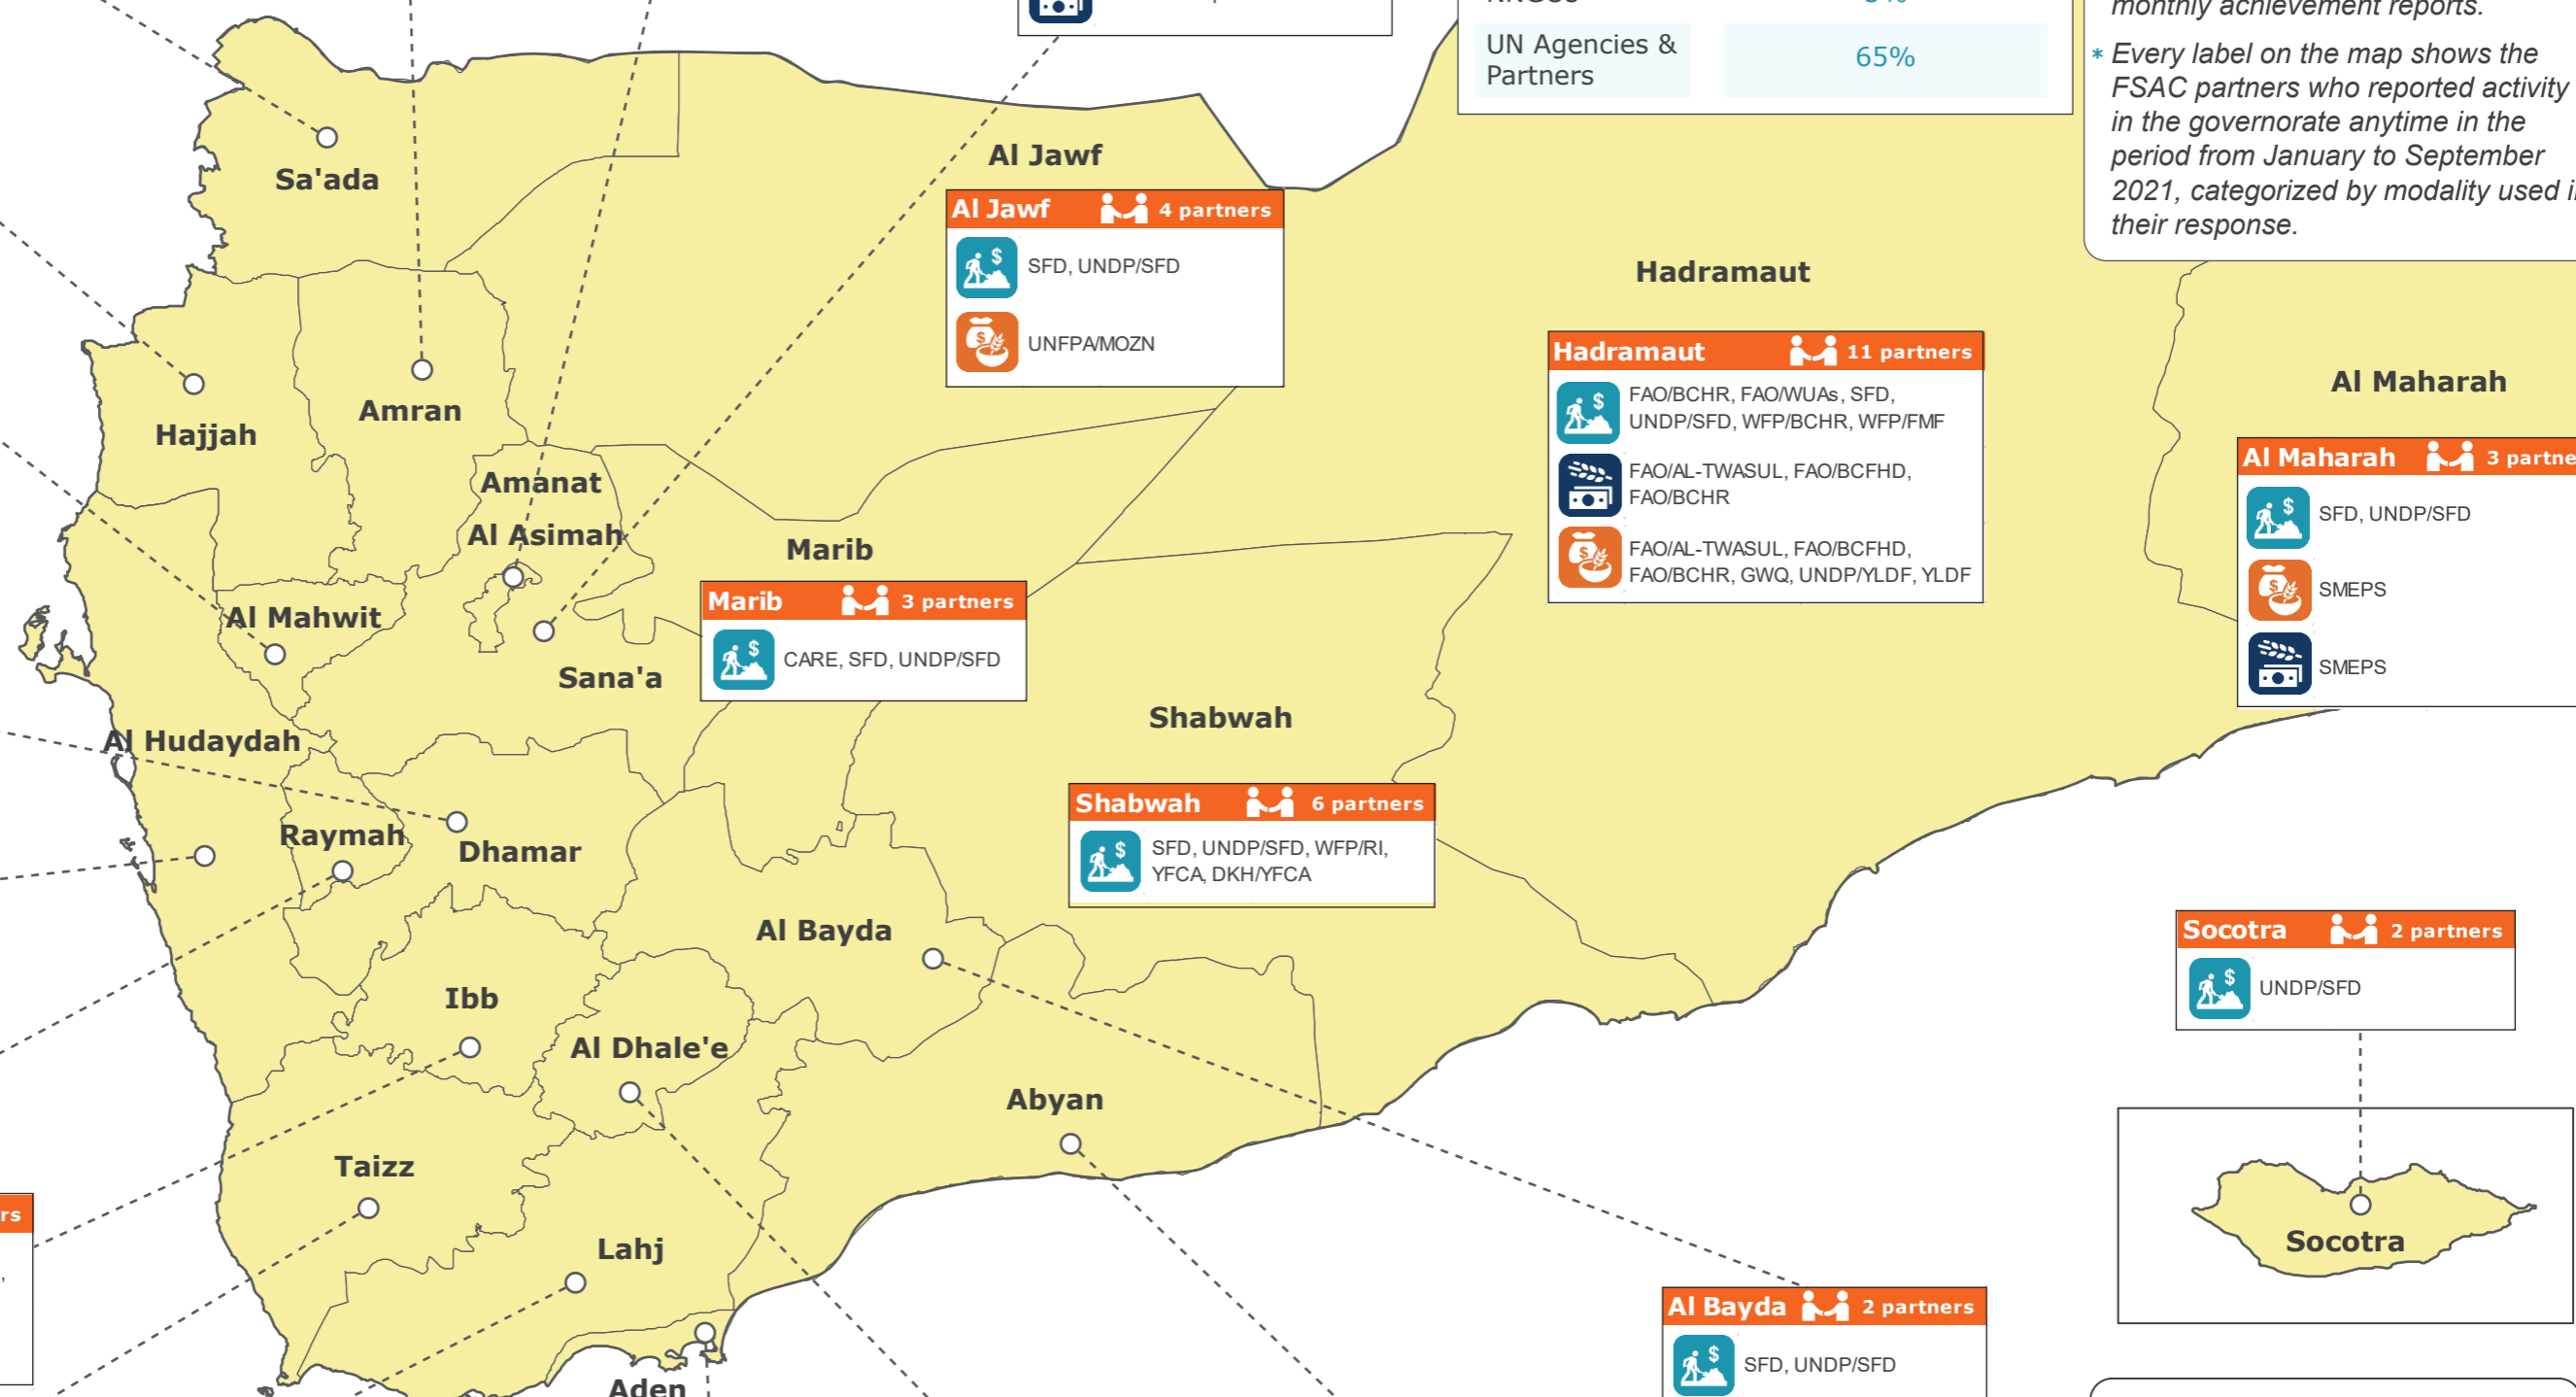 UN Agencies &
Partners
65%
monthly achievement reports.
* Every label on the map shows the
FSAC partners who reported activity
in the governorate anytime in the
period from January to September
2021, categorized by modality used
their response.
Sa'ada
Al Jawf
Al Jawf 4 partners
SFD, UNDP/SFD
UNFPA/MOZN
Hadramaut
Hadramaut 11 partners
FAO/BCHR, FAO/WUAs, SFD,
UNDP/SFD, WFP/BCHR, WFP/FMF
FAO/AL-TWASUL, FAO/BCFHD,
FAO/BCHR
FAO/AL-TWASUL, FAO/BCFHD,
FAO/BCHR, GWQ, UNDP/YLDF, YLDF
Al Maharah
Al Maharah 3
SFD, UNDP/SFD
SMEPS
SMEPS
Hajjah
Amran
Amanat
Al Asimah
Marib
Marib 3 partners
CARE, SFD, UNDP/SFD
Al Mahwit
Sana'a
Shabwah
Shabwah 6 partners
SFD, UNDP/SFD, WFP/RI,
YFCA, DKH/YFCA
Al Hudaydah
Raymah
Dhamar
Al Bayda
Socotra 2 partners
UNDP/SFD
Ibb
Al Dhale'e
Abyan
Taizz
Lahj
Socotra
Al Bayda 2 partners
SFD, UNDP/SFD
Aden